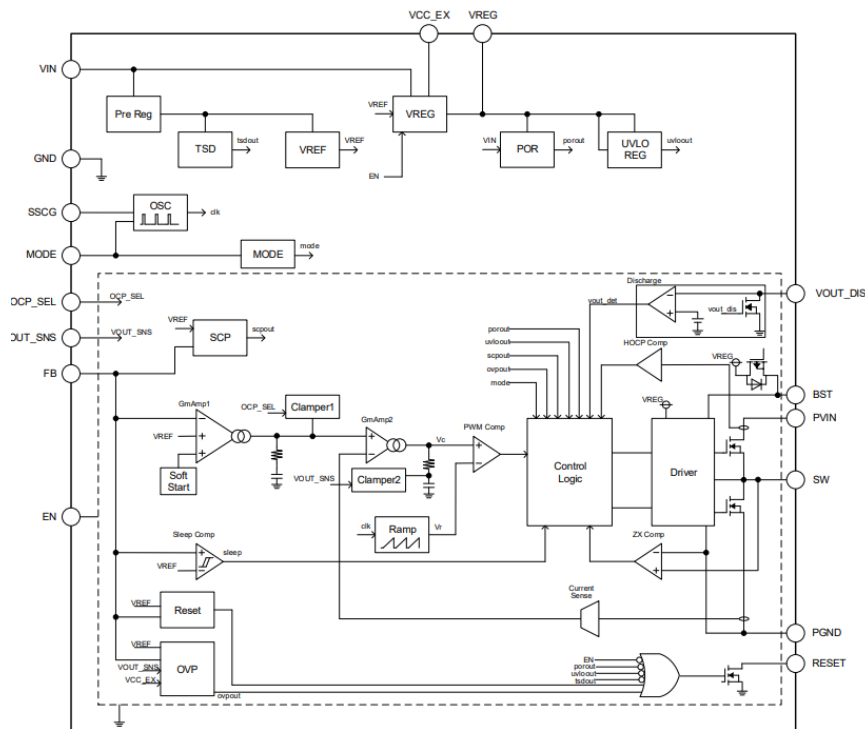 VCC_EX
VREG
VIN
Pre Reg
TSD
tsdout
VREF
VREF
VREF
VREG
EN
VIN
POR
porout
UVLO
REG
uvloout
GND
SSCG
OSC
clk
MODE
MODE
mode
OCP_SEL
OCP_SEL
OUT_SNS
VOUT_SNS
FB
VREF
SCP
scpout
Discharge
vout_det
vout_dis
VOUT_DIS
porout
uvloout
scpout
ovpout
mode
HOCP Comp
VREG
BST
PVIN
GmAmp1
VREF
Soft
Start
OCP_SEL
Clamper1
GmAmp2
Vc
VOUT_SNS
Clamper2
PWM Comp
clk
Ramp
Vr
Control
Logic
VREG
Driver
SW
EN
Sleep Comp
sleep
VREF
ZX Comp
Current
Sense
PGND
VREF
Reset
VREF
VOUT_SNS
VCC_EX
OVP
ovpout
EN
porout
uvloout
tsdout
RESET